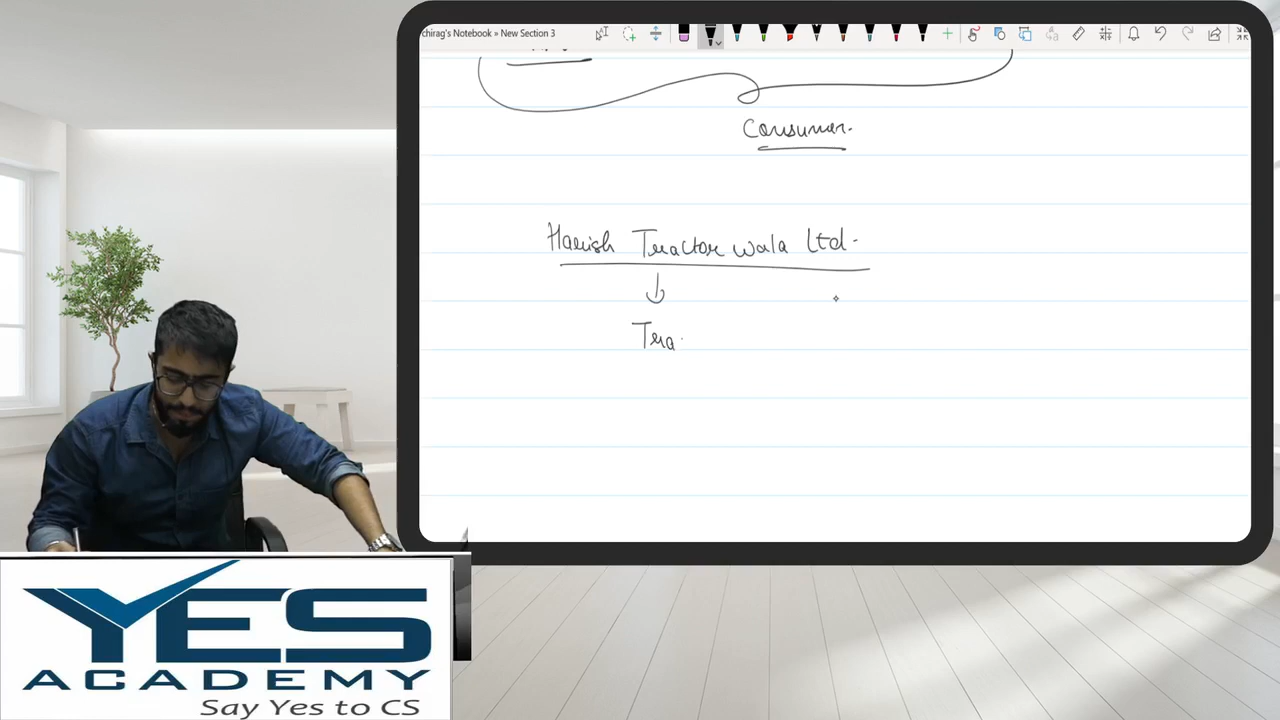 chirag's Notebook » New Section 3
Consumer.
Harish Tractor wala Ltd.
Tra
YES
ACADEMY
Say Yes to CS